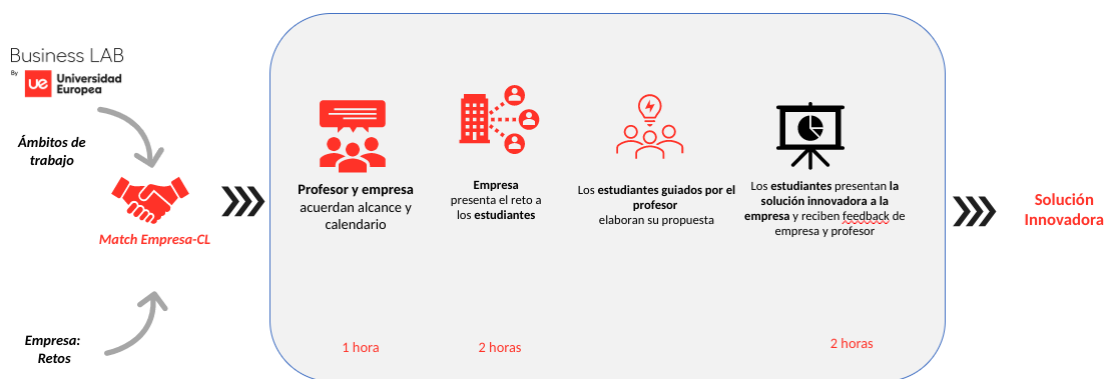 Business LAB
By
ue Universidad
Europea
Ámbitos de
trabajo
Match Empresa-CL
Empresa:
Retos
Profesor y empresa
acuerdan alcance y
calendario
1 hora
Empresa
presenta el reto a
los estudiantes
2 horas
Los estudiantes guiados por el
profesor
elaboran su propuesta
Los estudiantes presentan la
solución innovadora a la
empresa y reciben feedback de
empresa y profesor
2 horas
Solución
Innovadora